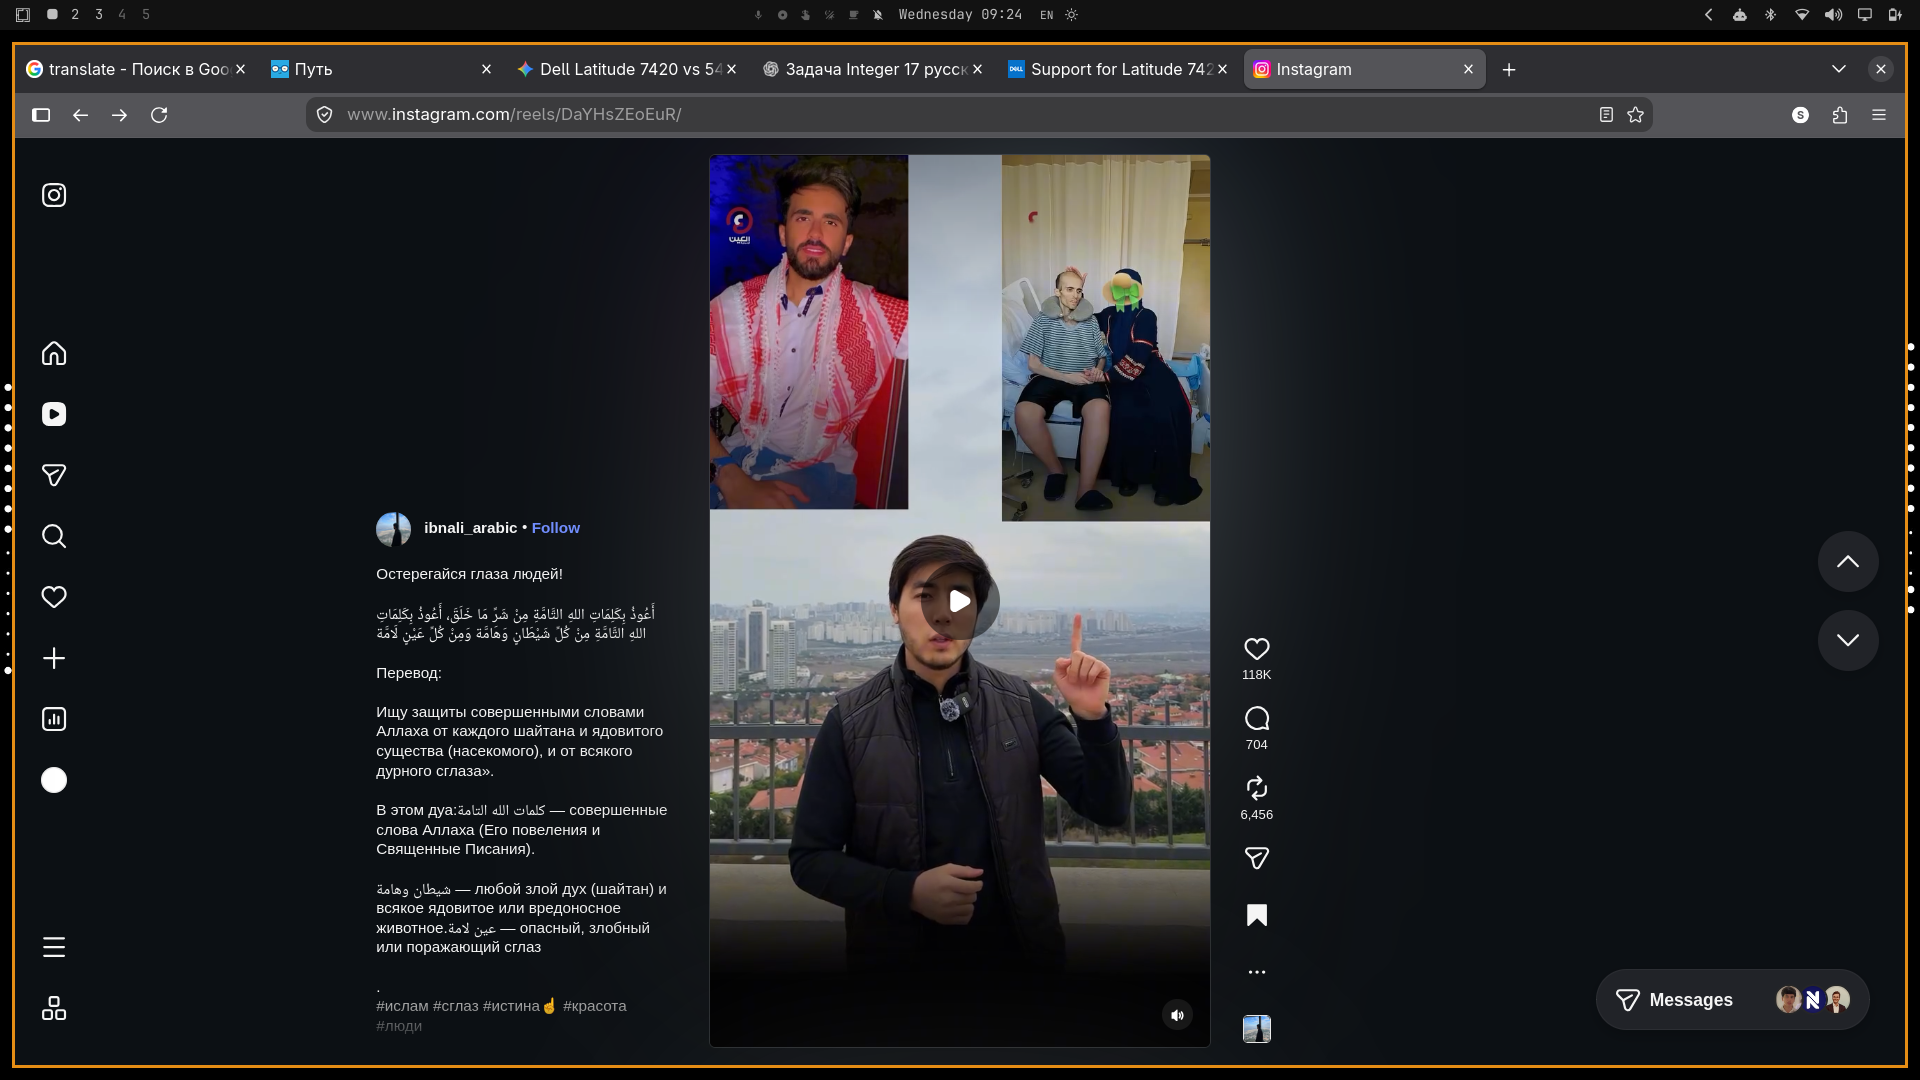 2 3 4 5
Wednesday 09:24
EN
translate - Поиск в Goo
Путь
Dell Latitude 7420 vs 54
Задача Integer 17 русск
Support for Latitude 742
Instagram
www.instagram.com/reels/DaYHsZEoEuR/
S
العين
ibnali_arabic • Follow
Остерегайся глаза людей!
أَعُوذُ بِكَلِمَاتِ اللهِ التَّامَّةِ مِنْ شَرِّ مَا خَلَقَ، أَعُوذُ بِكَلِمَاتِ
اللهِ التَّامَّةِ مِنْ كُلِّ شَيْطَانٍ وَهَامَّة وَمِنْ كُلِّ عَيْنٍ لَامَّة
Перевод:
Ищу защиты совершенными словами
Аллаха от каждого шайтана и ядовитого
существа (насекомого), и от всякого
дурного сглаза».
В этом дуа:كلمات الله التامة — совершенные
слова Аллаха (Его повеления и
Священные Писания).
شيطان وهامة — любой злой дух (шайтан) и
всякое ядовитое или вредоносное
животное.عين لامة — опасный, злобный
или поражающий сглаз
.
#ислам #сглаз #истина☝️ #красота
#люди
118K
704
6,456
Messages